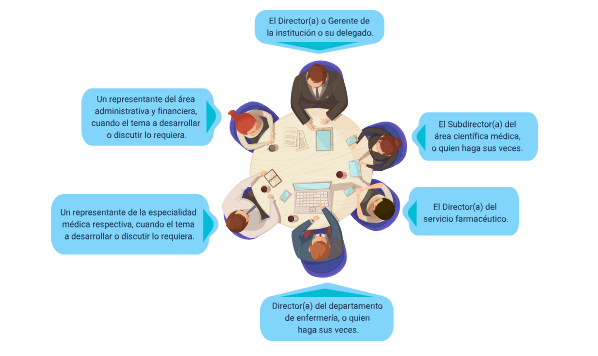 El Director(a) o Gerente de
la institución o su delegado.
Un representante del área
administrativa y financiera,
cuando el tema a desarrollar
o discutir lo requiera.
El Subdirector(a) del
área científica médica,
o quien haga sus veces.
Un representante de la especialidad
médica respectiva, cuando el tema
a desarrollar o discutir lo requiera.
El Director(a) del
servicio farmacéutico.
Director(a) del departamento
de enfermería, o quien
haga sus veces.